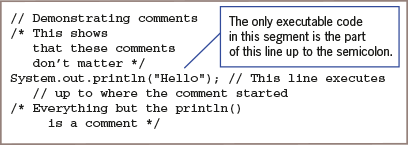 // Demonstrating comments
/* This shows
   that these comments
   don't matter */
System.out.println("Hello"); // This line executes
   // up to where the comment started
/* Everything but the println()
     is a comment */
The only executable code
in this segment is the part
of this line up to the semicolon.